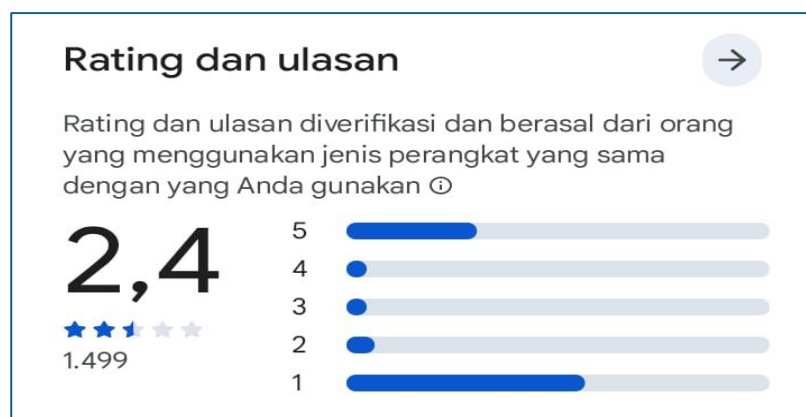 Rating dan ulasan
Rating dan ulasan diverifikasi dan berasal dari orang
yang menggunakan jenis perangkat yang sama
dengan yang Anda gunakan
2,4
1.499
5
4
3
2
1